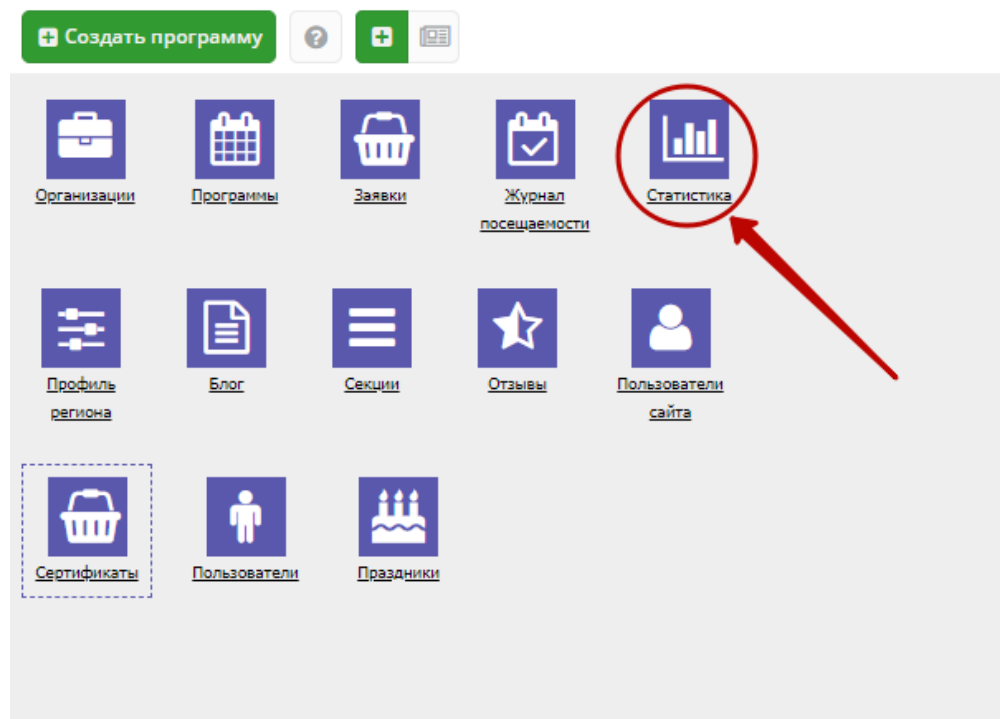 Создать программу
Организации
Программы
Заявки
Журнал
посещаемости
Статистика
Профиль
региона
Блог
Секции
Отзывы
Пользователи
сайта
Сертификаты
Пользователи
Праздники